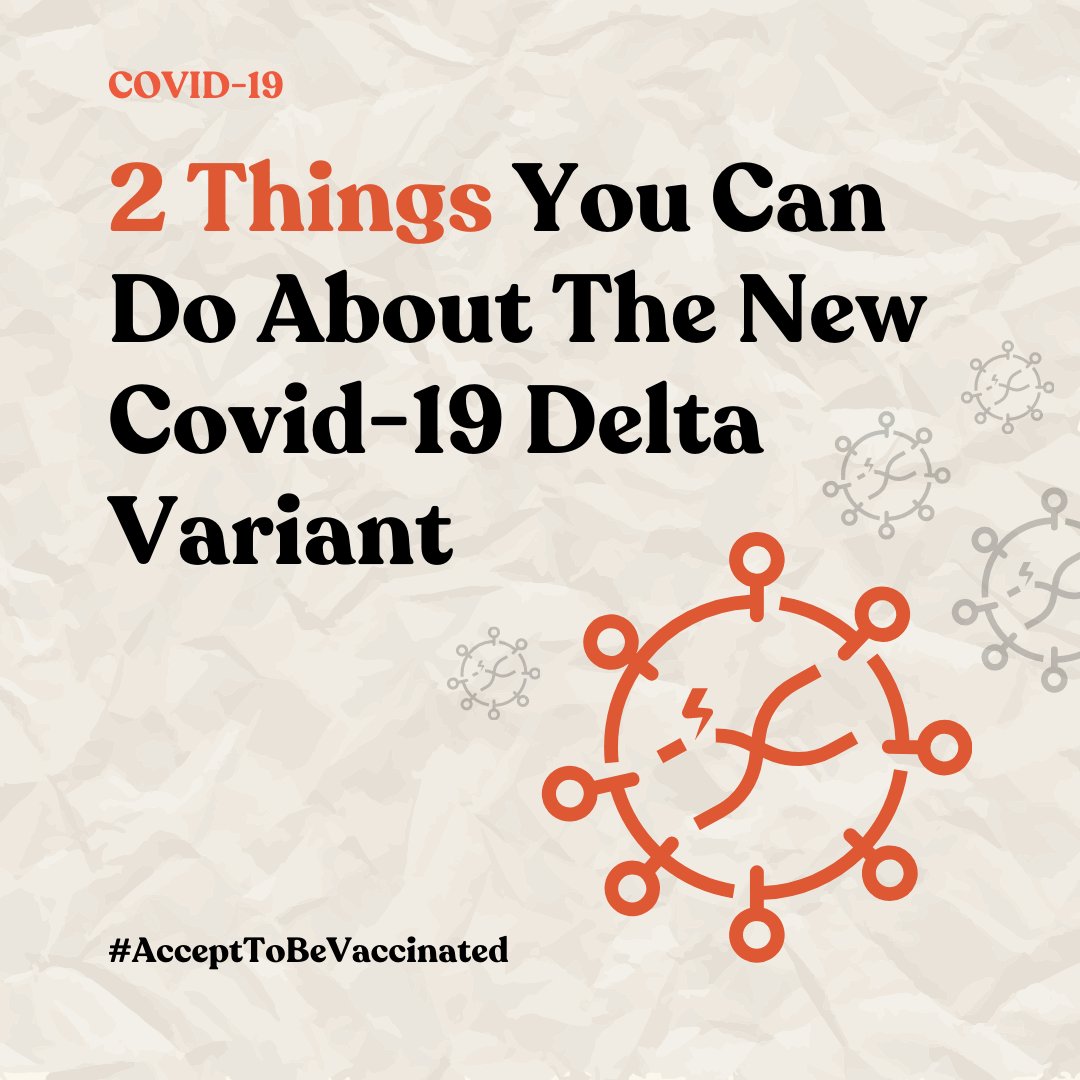 COVID-19
2 Things You Can
Do About The New
Covid-19 Delta
Variant
#AcceptToBeVaccinated